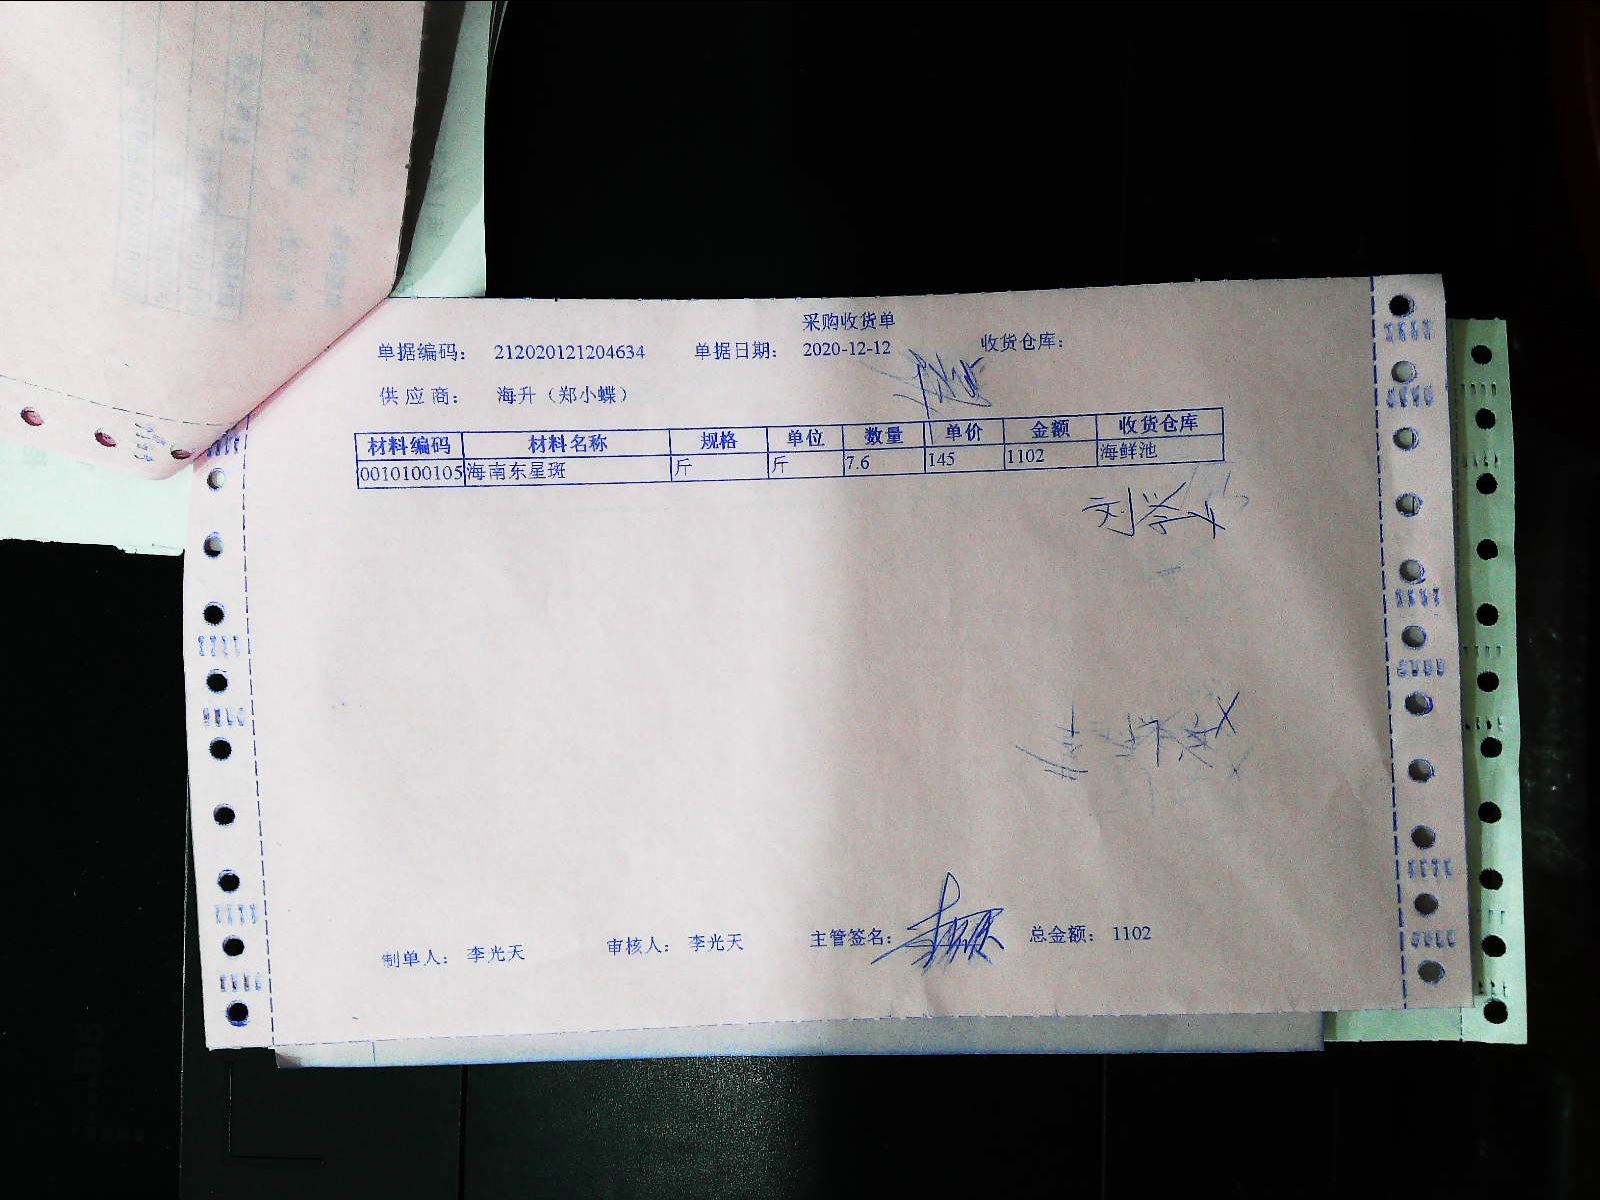 采购收货单
单据编码： 212020121204634 单据日期： 2020-12-12 收货仓库：
供应商： 海升（郑小蝶）
材料编码 材料名称 规格 单位 数量 单价 金额 收货仓库
0010100105 海南东星斑 斤 斤 7.6 145 1102 海鲜池
制单人： 李光天 审核人： 李光天 主管签名： 总金额： 1102